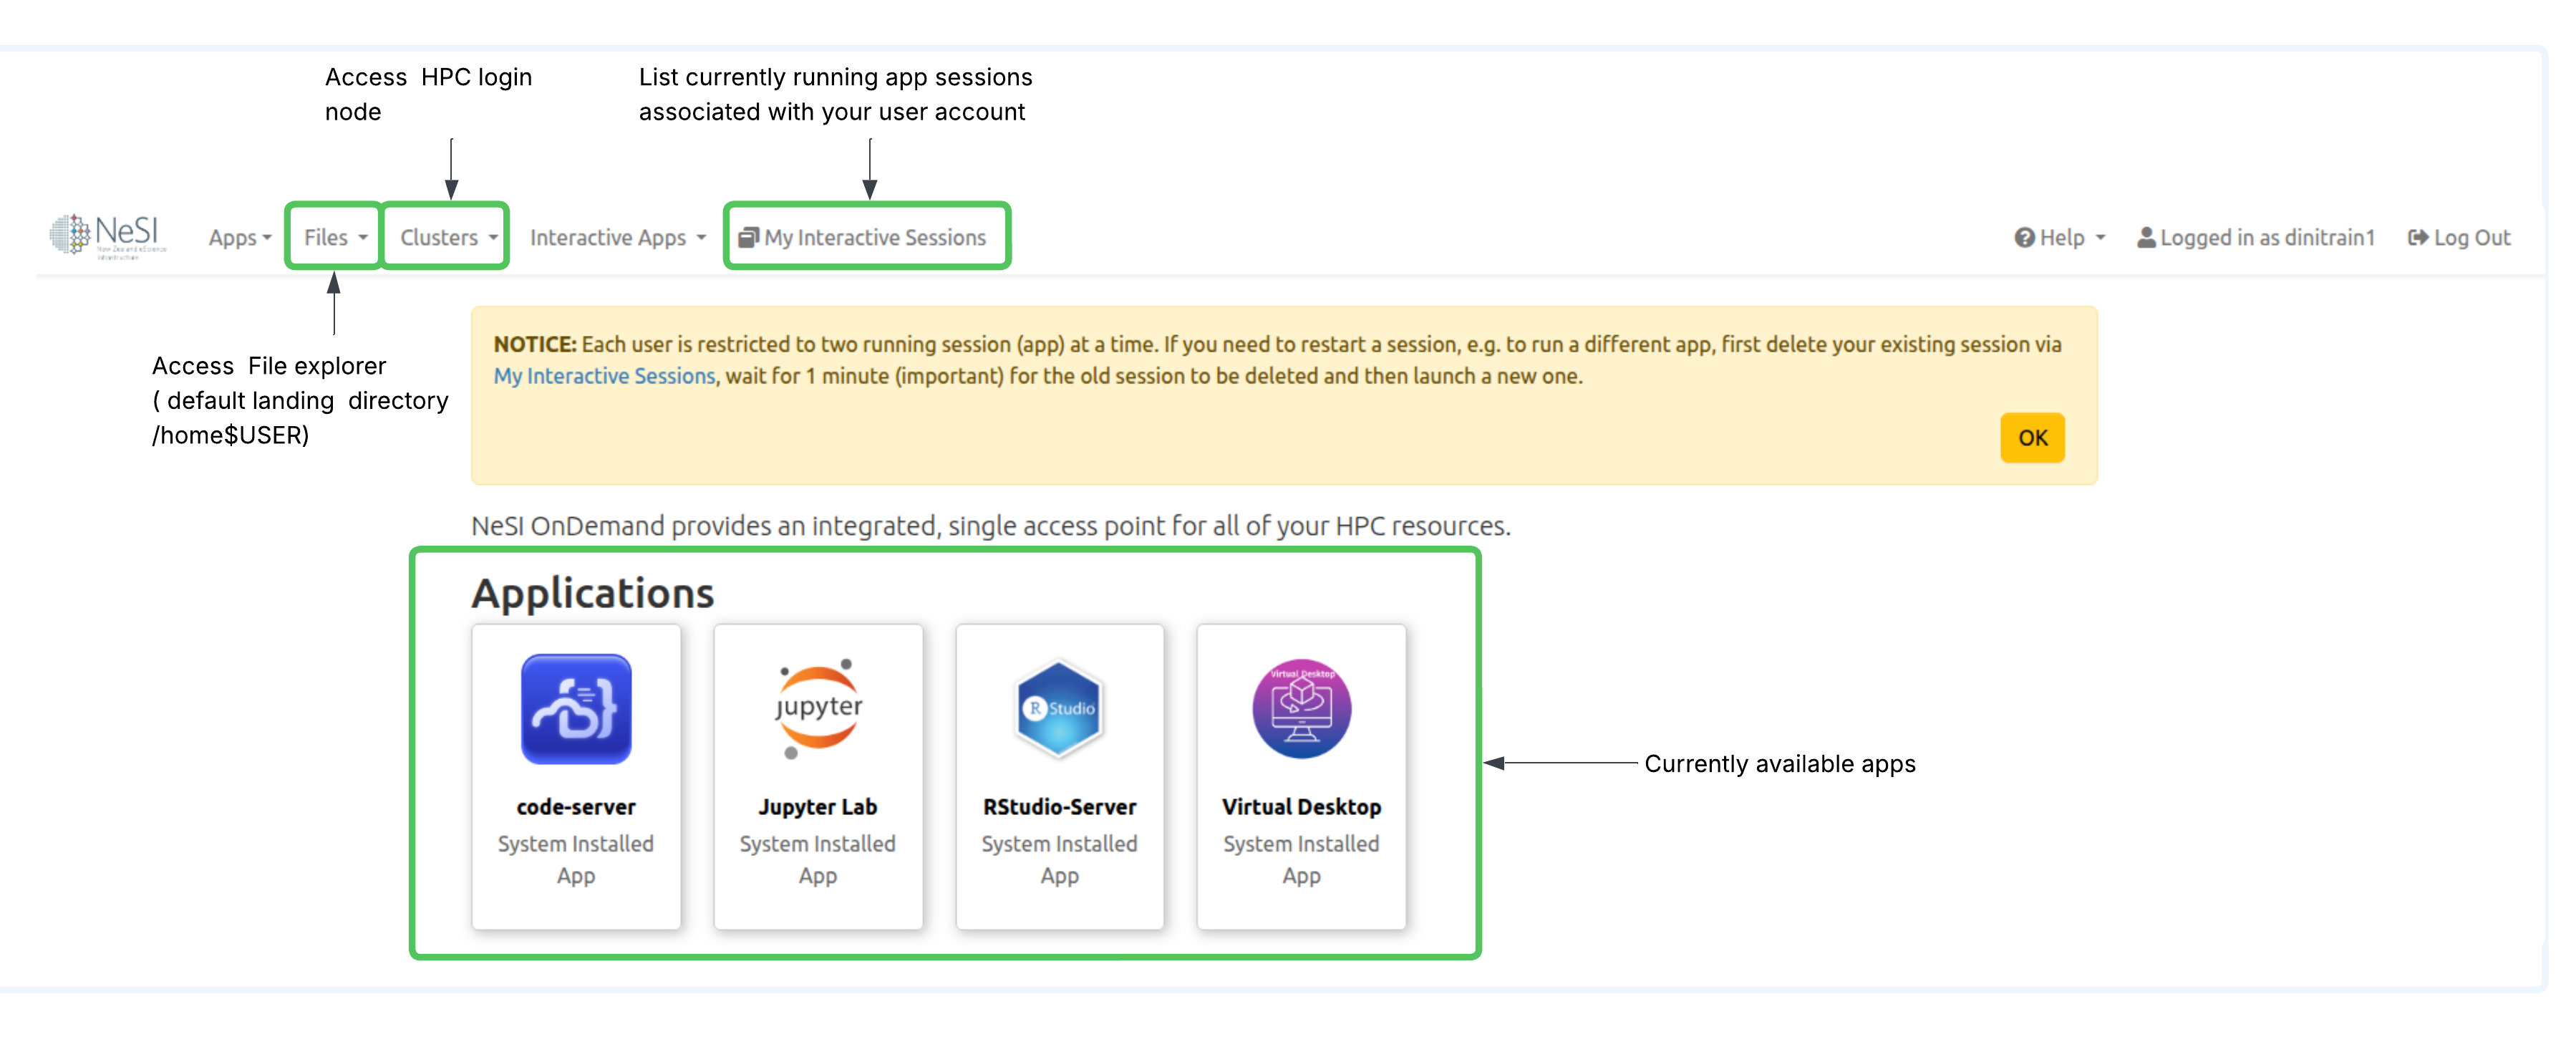 Access  HPC login
node
List currently running app sessions
associated with your user account
NeSI
New Zealand eScience
Infrastructure
Apps
Files
Clusters
Interactive Apps
My Interactive Sessions
Help
Logged in as dinitrain1
Log Out
Access  File explorer
( default landing  directory
/home$USER)
NOTICE: Each user is restricted to two running session (app) at a time. If you need to restart a session, e.g. to run a different app, first delete your existing session via
My Interactive Sessions, wait for 1 minute (important) for the old session to be deleted and then launch a new one.
OK
NeSI OnDemand provides an integrated, single access point for all of your HPC resources.
Applications
code-server
System Installed
App
jupyter
Jupyter Lab
System Installed
App
R Studio
RStudio-Server
System Installed
App
Virtual Desktop
Virtual Desktop
System Installed
App
Currently available apps